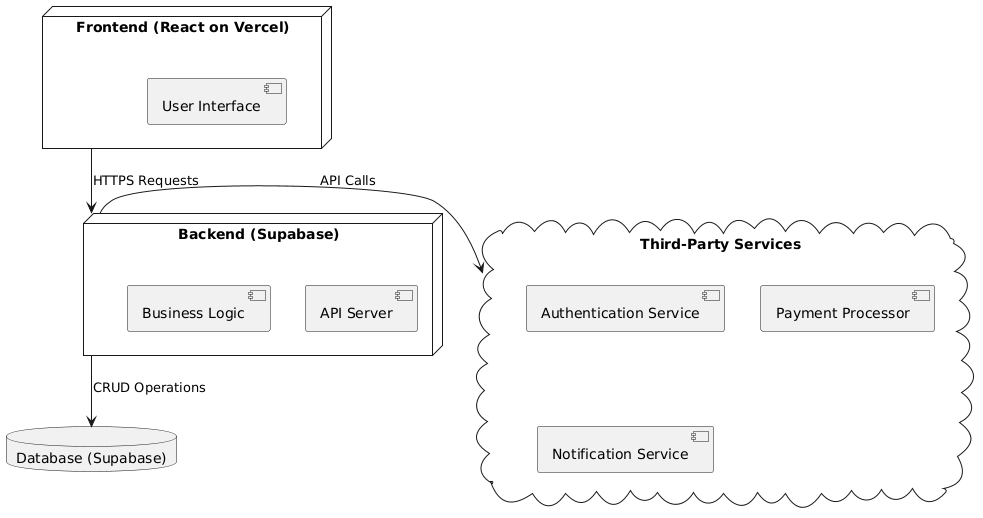 Frontend (React on Vercel)
User Interface
HTTPS Requests
API Calls
Backend (Supabase)
Business Logic
API Server
Third-Party Services
Authentication Service
Payment Processor
CRUD Operations
Notification Service
Database (Supabase)